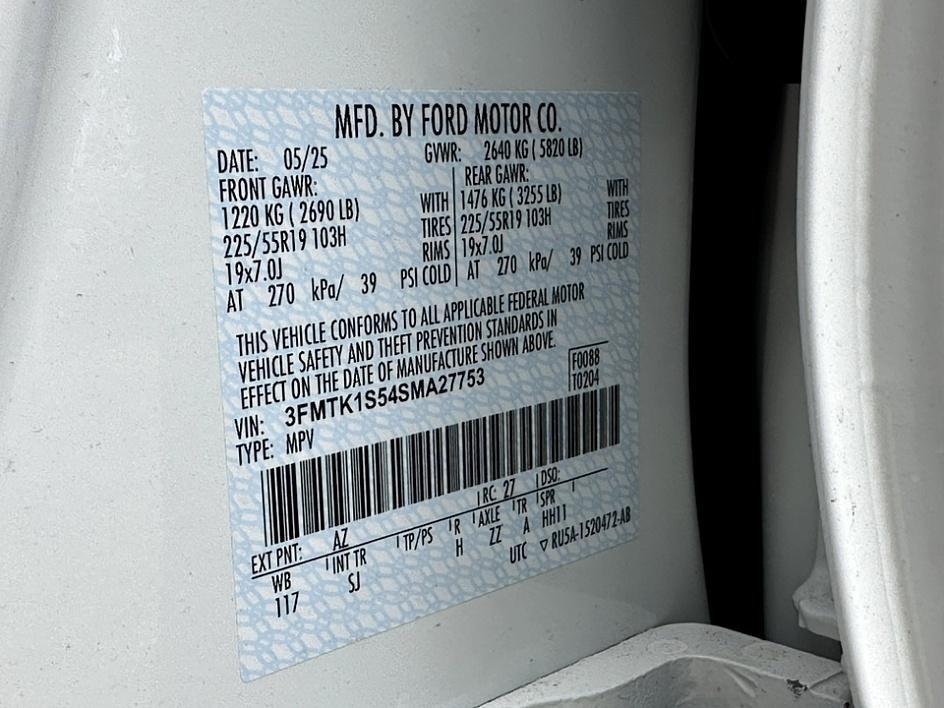 MFD. BY FORD MOTOR CO.
DATE: 05/25 GVWR: 2640 KG ( 5820 LB)
FRONT GAWR: REAR GAWR:
1220 KG ( 2690 LB) WITH 1476 KG ( 3255 LB) WITH
225/55R19 103H TIRES 225/55R19 103H TIRES
19x7.0J RIMS 19x7.0J RIMS
AT 270 kPa/ 39 PSI COLD AT 270 kPa/ 39 PSI COLD
THIS VEHICLE CONFORMS TO ALL APPLICABLE FEDERAL MOTOR
VEHICLE SAFETY AND THEFT PREVENTION STANDARDS IN
EFFECT ON THE DATE OF MANUFACTURE SHOWN ABOVE.
VIN: 3FMTK1S54SMA27753 F0088
TYPE: MPV T0204
EXT PNT: AZ RC: 27 DSO:
WB INT TR TP/PS R AXLE TR SPR
117 SJ H ZZ A HH11
UTC ▽ RU5A-1520472-AB